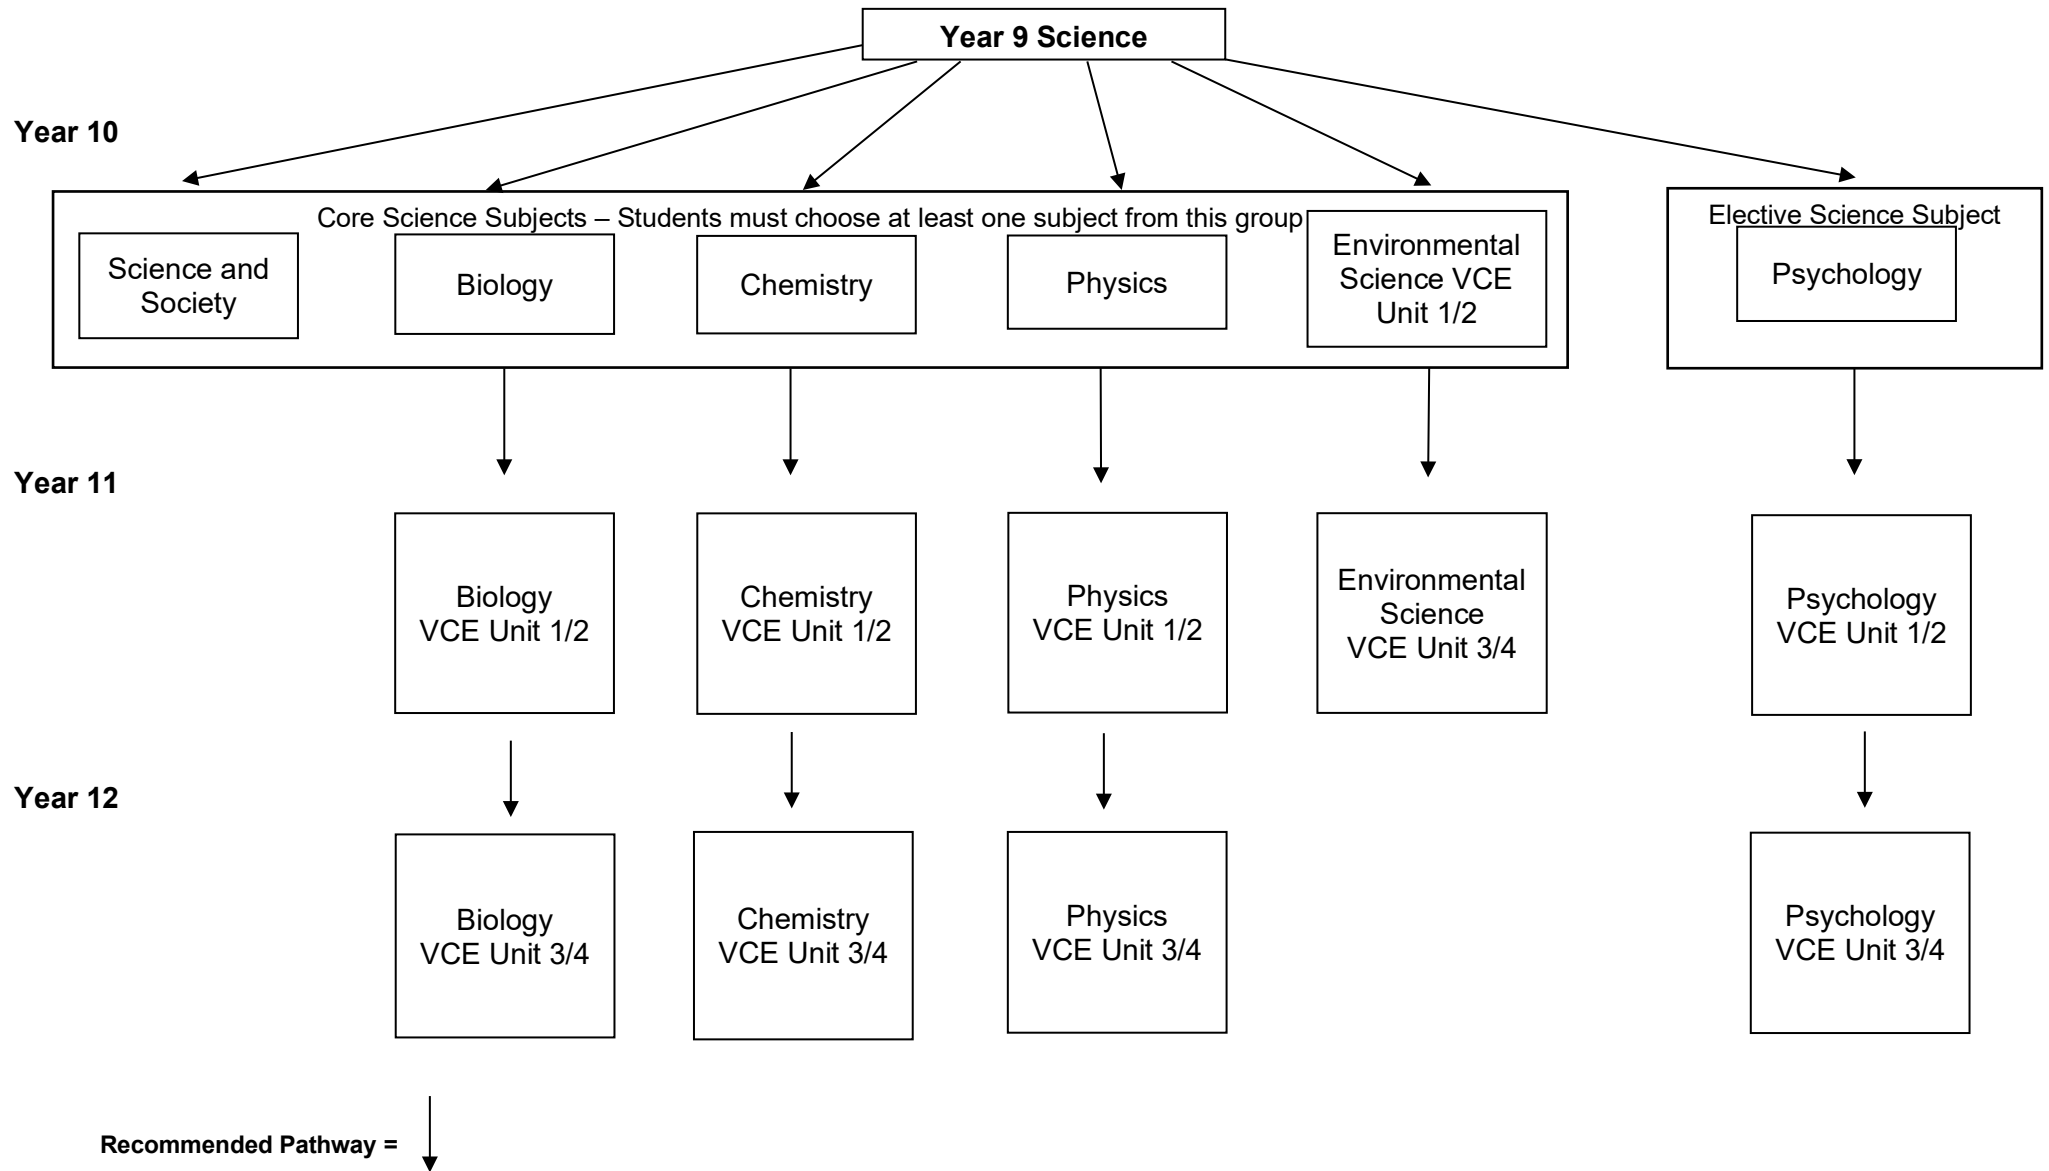 Year 9 Science
Year 10
Core Science Subjects – Students must choose at least one subject from this group
Science and
Society
Biology
Chemistry
Physics
Environmental
Science VCE
Unit 1/2
Elective Science Subject
Psychology
Year 11
Biology
VCE Unit 1/2
Chemistry
VCE Unit 1/2
Physics
VCE Unit 1/2
Environmental
Science
VCE Unit 3/4
Psychology
VCE Unit 1/2
Year 12
Biology
VCE Unit 3/4
Chemistry
VCE Unit 3/4
Physics
VCE Unit 3/4
Psychology
VCE Unit 3/4
Recommended Pathway =